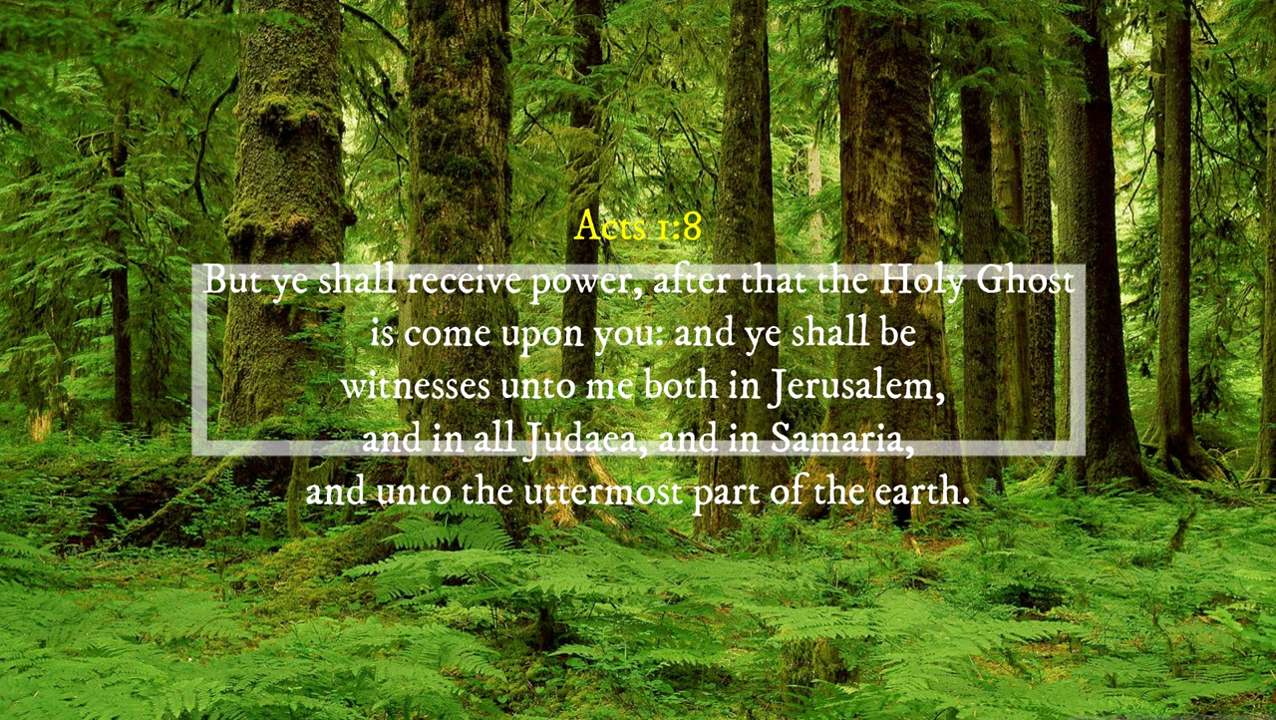 Acts 1:8
But ye shall receive power, after that the Holy Ghost
is come upon you: and ye shall be
witnesses unto me both in Jerusalem,
and in all Judaea, and in Samaria,
and unto the uttermost part of the earth.